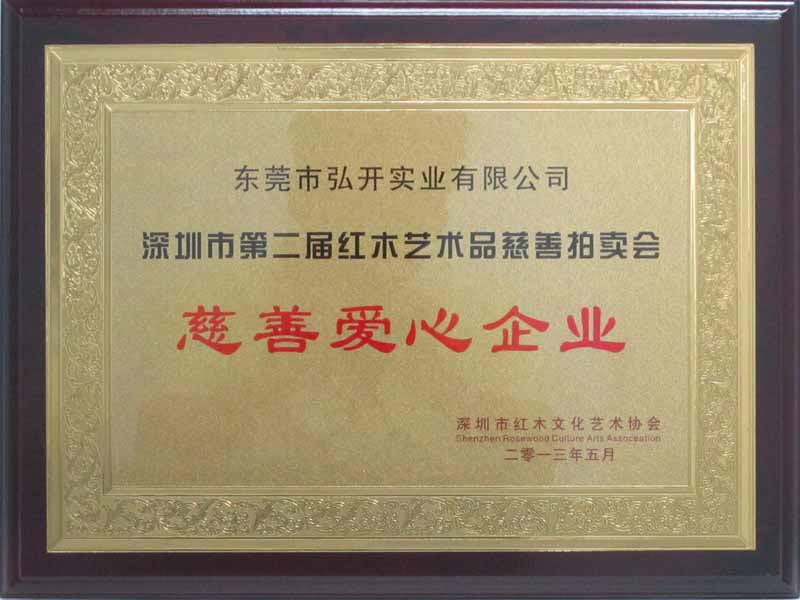 东莞市弘开实业有限公司
深圳市第二届红木艺术品慈善拍卖会
慈善爱心企业
深圳市红木文化艺术协会
Shenzhen Rosewood Culture Arts Assoceation
二零一三年五月